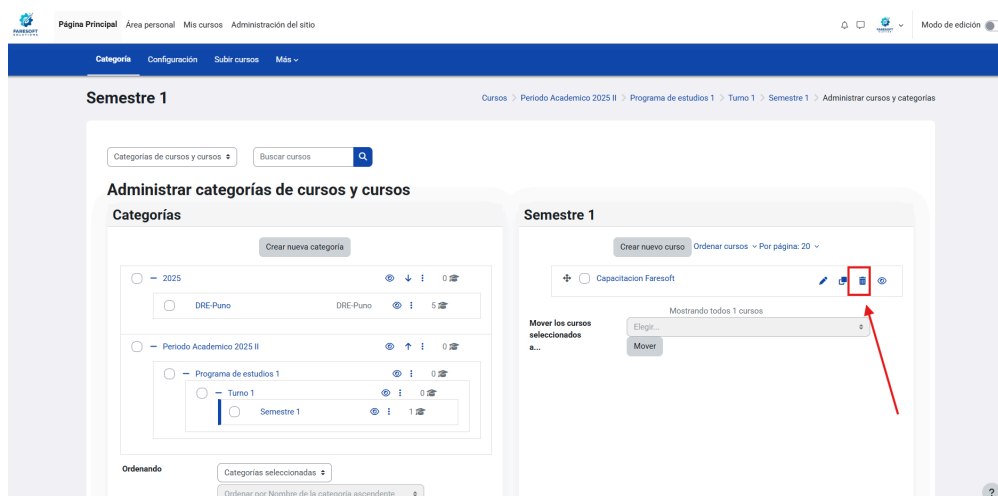 FARESOFT
SOLUTIONS
Página Principal Área personal Mis cursos Administración del sitio
Modo de edición
Categoría Configuración Subir cursos Más
Semestre 1
Cursos > Periodo Academico 2025 II > Programa de estudios 1 > Turno 1 > Semestre 1 > Administrar cursos y categorías
Categorías de cursos y cursos
Buscar cursos
Administrar categorías de cursos y cursos
Categorías
Crear nueva categoría
2025 0
DRE-Puno DRE-Puno 5
Periodo Academico 2025 II 0
Programa de estudios 1 0
Turno 1 0
Semestre 1 1
Ordenando
Categorías seleccionadas
Ordenar por Nombre de la categoría ascendente
Semestre 1
Crear nuevo curso Ordenar cursos Por página: 20
Capacitacion Faresoft
Mostrando todos 1 cursos
Mover los cursos
seleccionados
a...
Elegir...
Mover
?